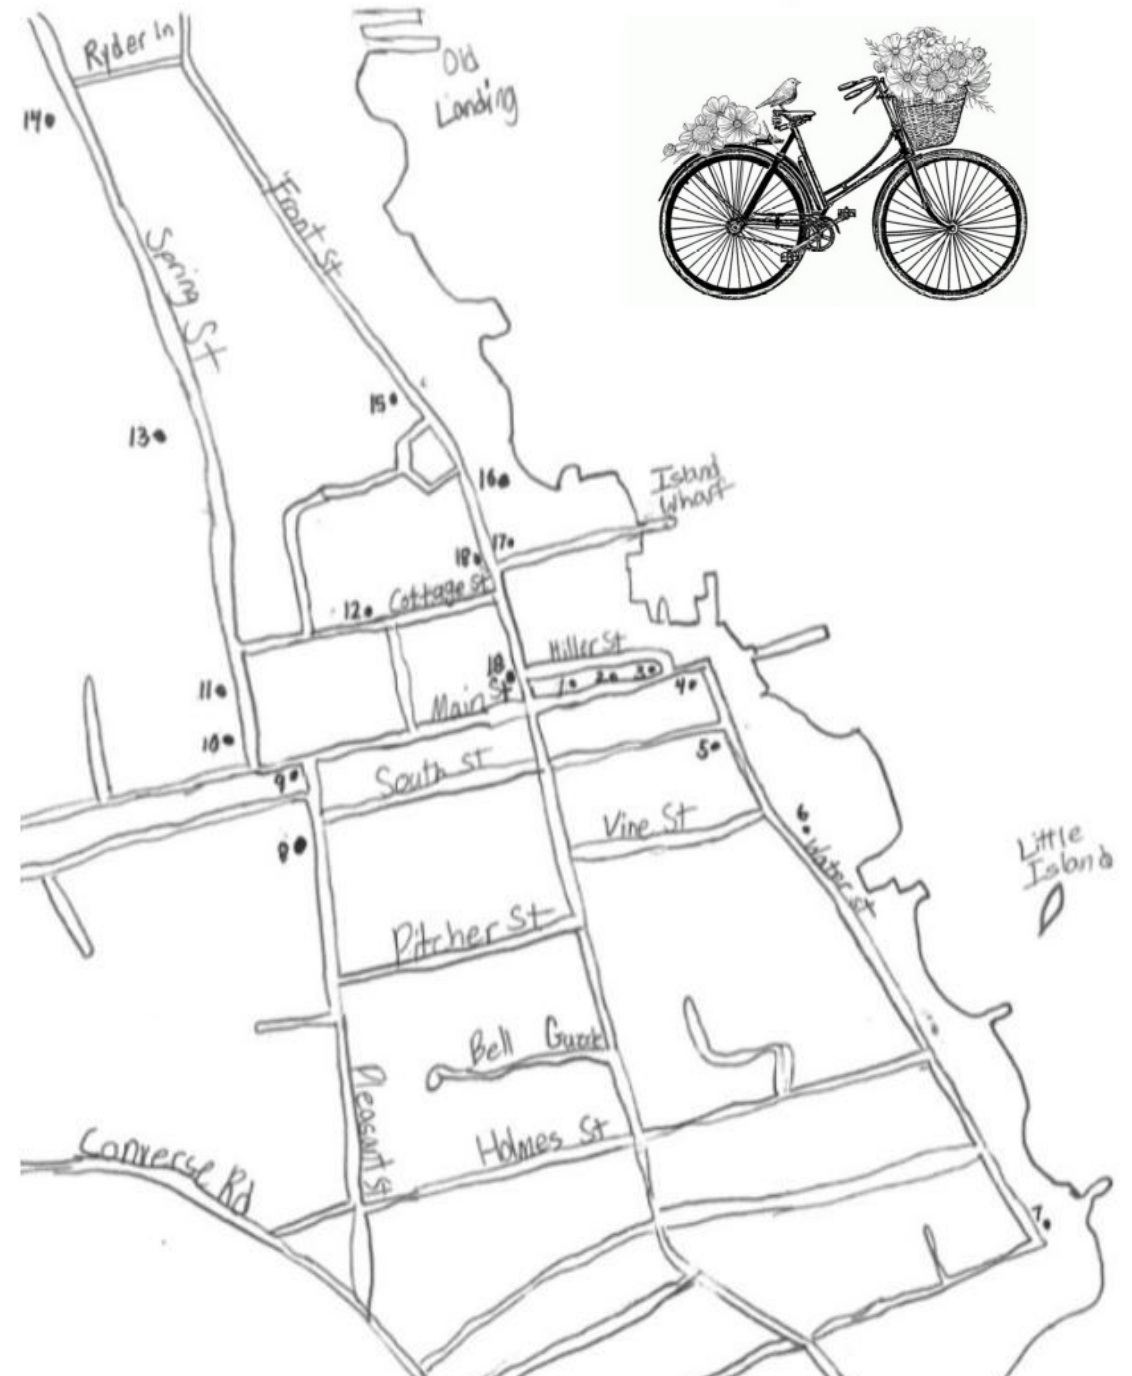 Ryder ln
Old
Landing
14
Front St
Spring St
15
13
16
Island
Wharf
17
18
Cottage St
12
Hiller St
18
11
1
2
3
4
Main St
10
5
9
South St
6
Vine St
8
Water St
Little
Island
Pitcher St
Bell
Pleasant St
Holmes St
Converse Rd
7